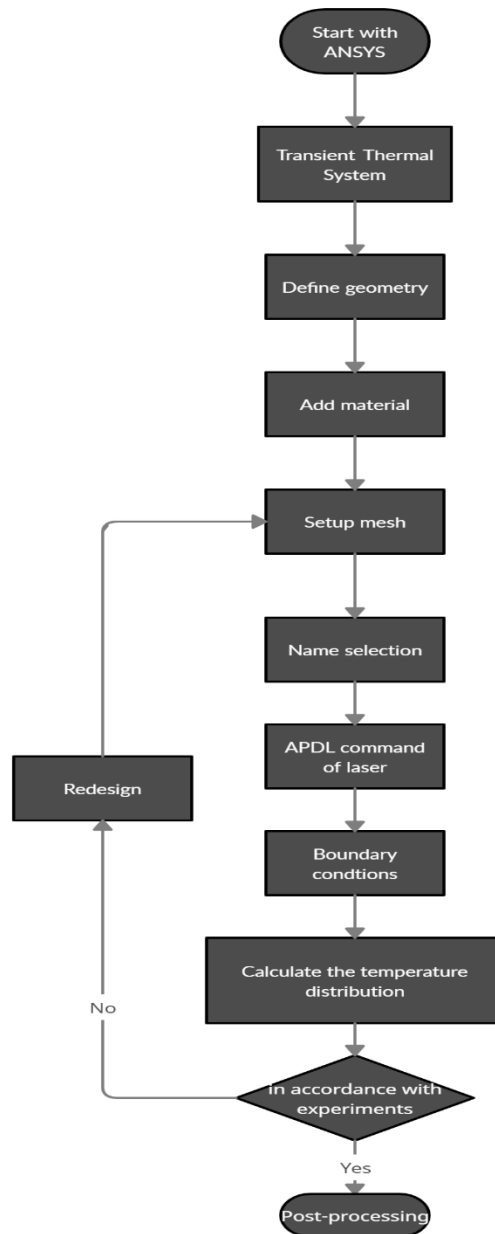 Start with
ANSYS
Transient Thermal
System
Define geometry
Add material
Setup mesh
Name selection
APDL command
of laser
Redesign
Boundary
condtions
Calculate the temperature
distribution
No
in accordance with
experiments
Yes
Post-processing